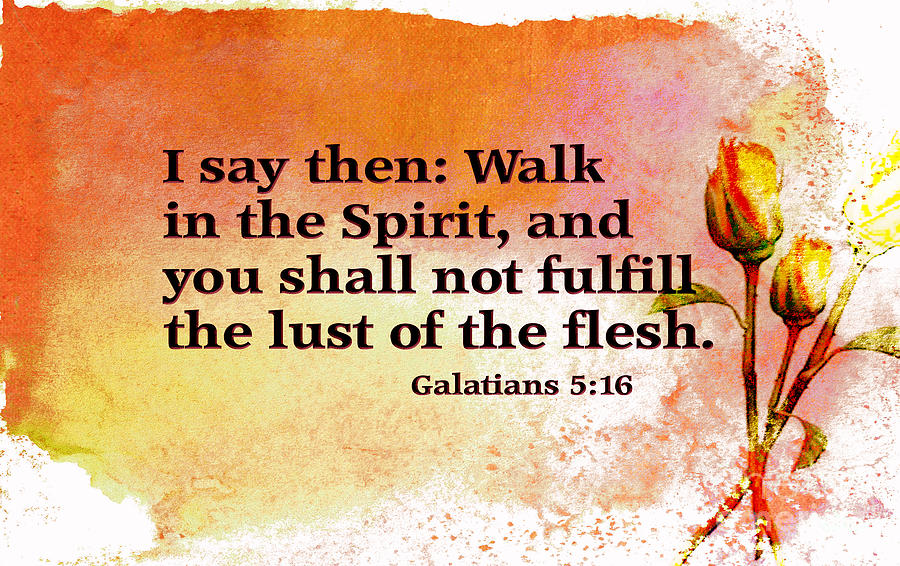 I say then: Walk
in the Spirit, and
you shall not fulfill
the lust of the flesh.
Galatians 5:16